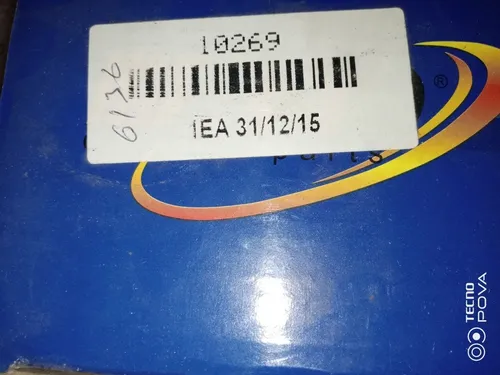 10269
6136
IEA 31/12/15
®
parts
TECNO
POVA